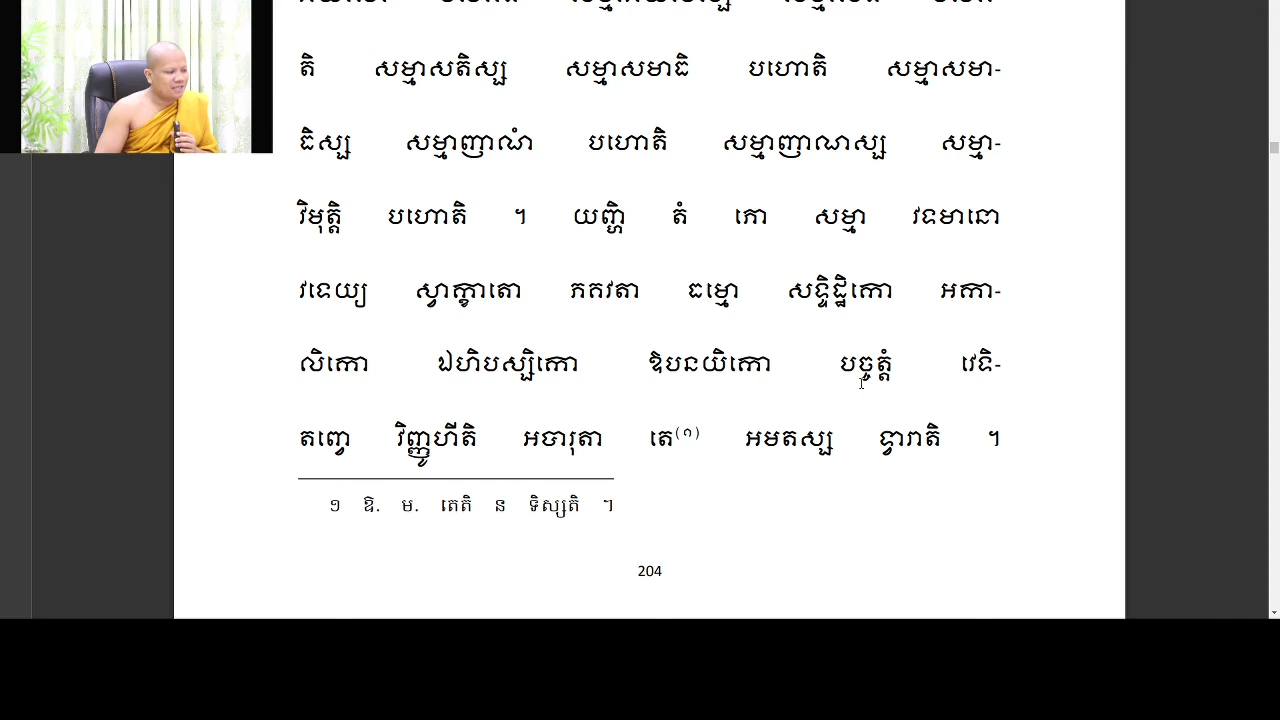 តិ សម្មាសតិស្ស សម្មាសមាធិ បហោតិ សម្មាសមា-
ធិស្ស សម្មាញាណំ បហោតិ សម្មាញាណស្ស សម្មា-
វិមុត្តិ បហោតិ ។ យញ្ហិ តំ ភោ សម្មា វទមានោ
វទេយ្យ ស្វាក្ខាតោ ភគវតា ធម្មោ សទ្ទិដ្ឋិកោ អកា-
លិកោ ឯហិបស្សិកោ ឱបនយិកោ បច្ចត្តំ វេទិ-
តព្វេ វិញ្ញូហីតិ អបារុតា តេ(១) អមតស្ស ទ្វារាតិ ។
១ ឱ. ម. តេតិ ន ទិស្សតិ ។
204